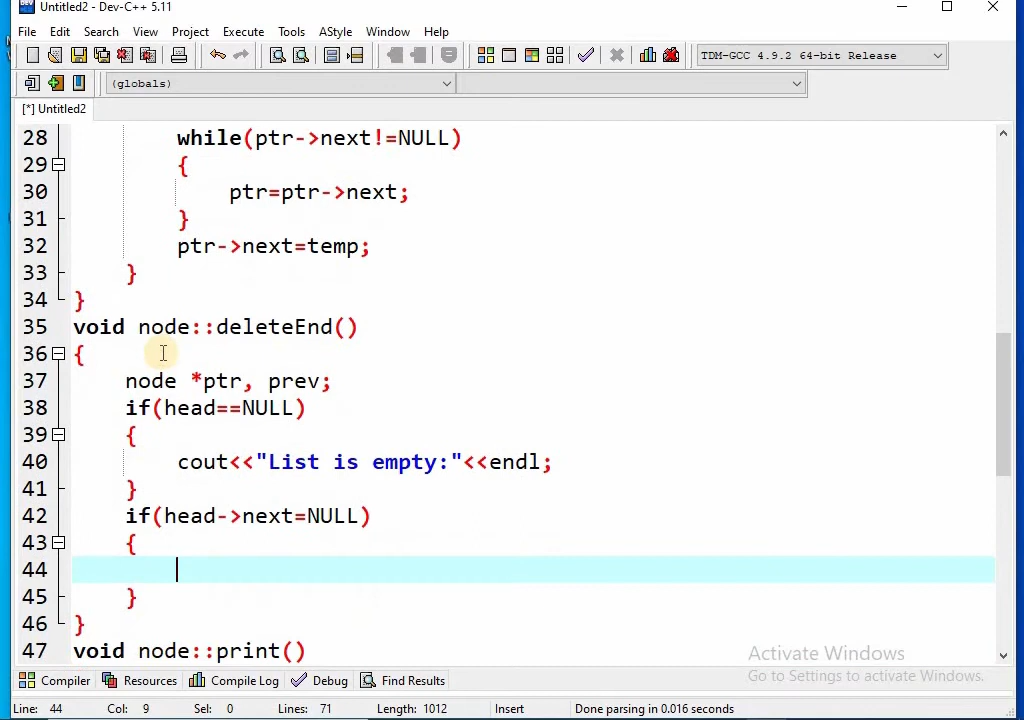 Untitled2 - Dev-C++ 5.11
File Edit Search View Project Execute Tools AStyle Window Help
TDM-GCC 4.9.2 64-bit Release
(globals)
[*] Untitled2
28 while(ptr->next!=NULL)
29 {
30 ptr=ptr->next;
31 }
32 ptr->next=temp;
33 }
34 }
35 void node::deleteEnd()
36 {
37 node *ptr, prev;
38 if(head==NULL)
39 {
40 cout<<"List is empty:"<<endl;
41 }
42 if(head->next=NULL)
43 {
44
45 }
46 }
47 void node::print()
Activate Windows
Go to Settings to activate Windows.
Compiler Resources Compile Log Debug Find Results
Line: 44 Col: 9 Sel: 0 Lines: 71 Length: 1012 Insert Done parsing in 0.016 seconds